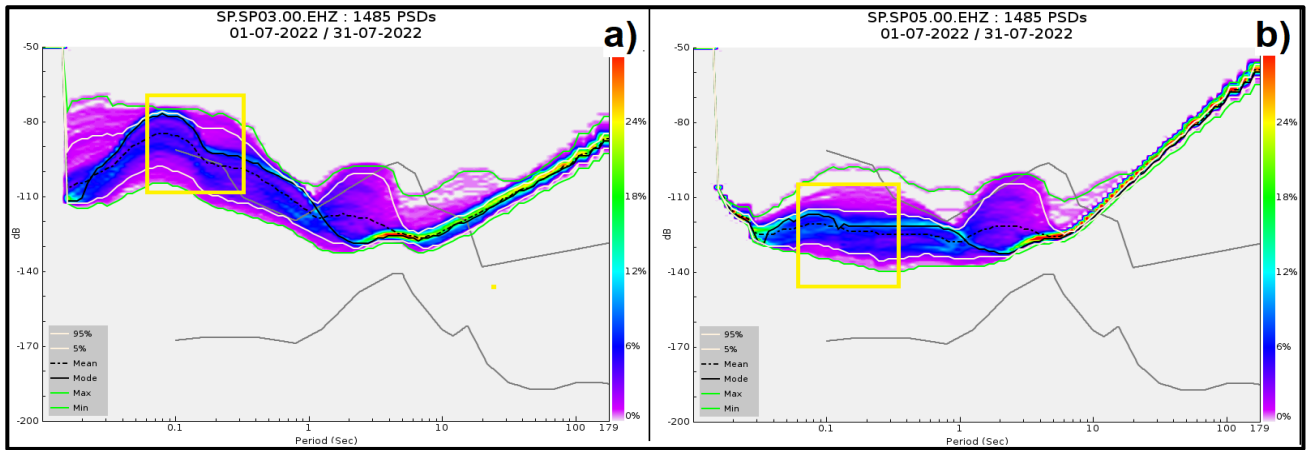 SP.SP03.00.EHZ : 1485 PSDs
01-07-2022 / 31-07-2022
a)
-50
-80
-110
-140
-170
-200
dB
24%
18%
12%
6%
0%
95%
5%
Mean
Mode
Max
Min
0.1
1
10
100
179
Period (Sec)
SP.SP05.00.EHZ : 1485 PSDs
01-07-2022 / 31-07-2022
b)
-50
-80
-110
-140
-170
-200
dB
24%
18%
12%
6%
0%
95%
5%
Mean
Mode
Max
Min
0.1
1
10
100
179
Period (Sec)